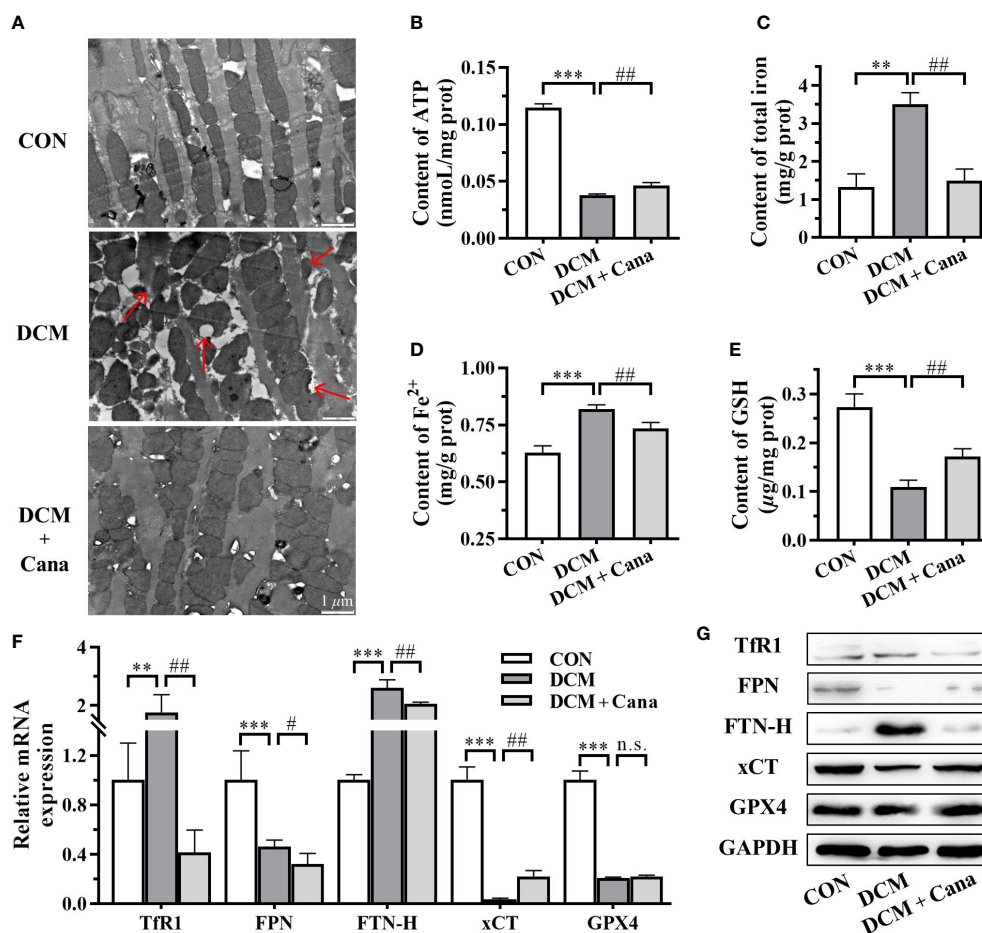 A
CON
DCM
DCM
+
Cana
1 μm
B
Content of ATP
(nmoL/mg prot)
0.15
0.10
0.05
0.00
***
##
CON
DCM
DCM + Cana
C
Content of total iron
(mg/g prot)
4
3
2
1
0
**
##
CON
DCM
DCM + Cana
D
Content of Fe²⁺
(mg/g prot)
1.00
0.75
0.50
0.25
***
##
CON
DCM
DCM + Cana
E
Content of GSH
(μg/mg prot)
0.3
0.2
0.1
0.0
***
##
CON
DCM
DCM + Cana
F
Relative mRNA
expression
4
2
1.2
0.8
0.4
0.0
** ##
*** #
*** ##
*** ##
*** n.s.
CON
DCM
DCM + Cana
TfR1 FPN FTN-H xCT GPX4
G
TfR1
FPN
FTN-H
xCT
GPX4
GAPDH
CON
DCM
DCM + Cana